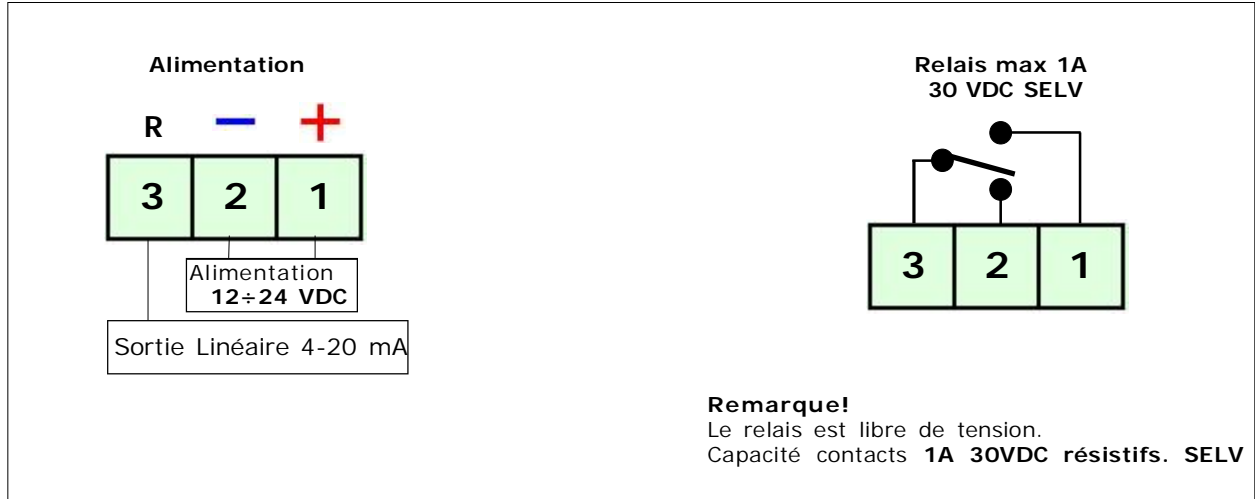 Alimentation
R − +
3 2 1
Alimentation
12÷24 VDC
Sortie Linéaire 4-20 mA
Relais max 1A
30 VDC SELV
3 2 1
Remarque!
Le relais est libre de tension.
Capacité contacts 1A 30VDC résistifs. SELV